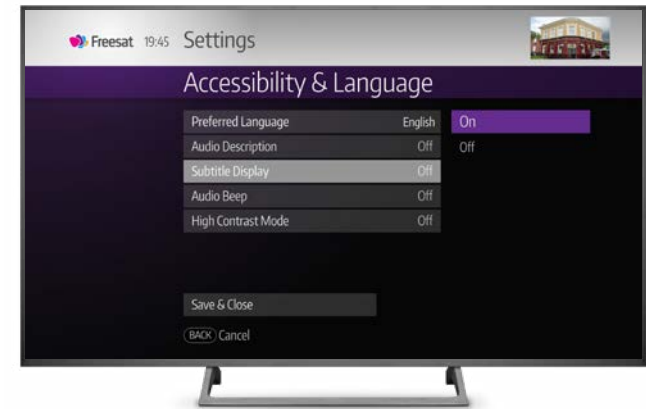 Freesat 19:45 Settings
Accessibility & Language
Preferred Language English On
Audio Description Off Off
Subtitle Display Off
Audio Beep Off
High Contrast Mode Off
Save & Close
BACK Cancel